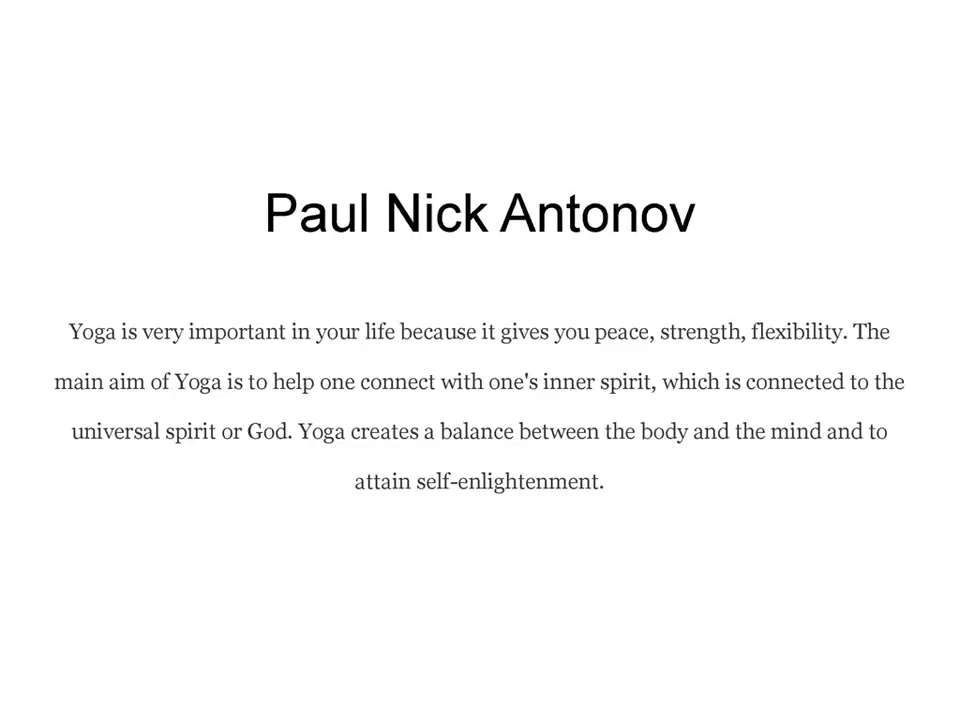 Paul Nick Antonov
Yoga is very important in your life because it gives you peace, strength, flexibility. The
main aim of Yoga is to help one connect with one's inner spirit, which is connected to the
universal spirit or God. Yoga creates a balance between the body and the mind and to
attain self-enlightenment.